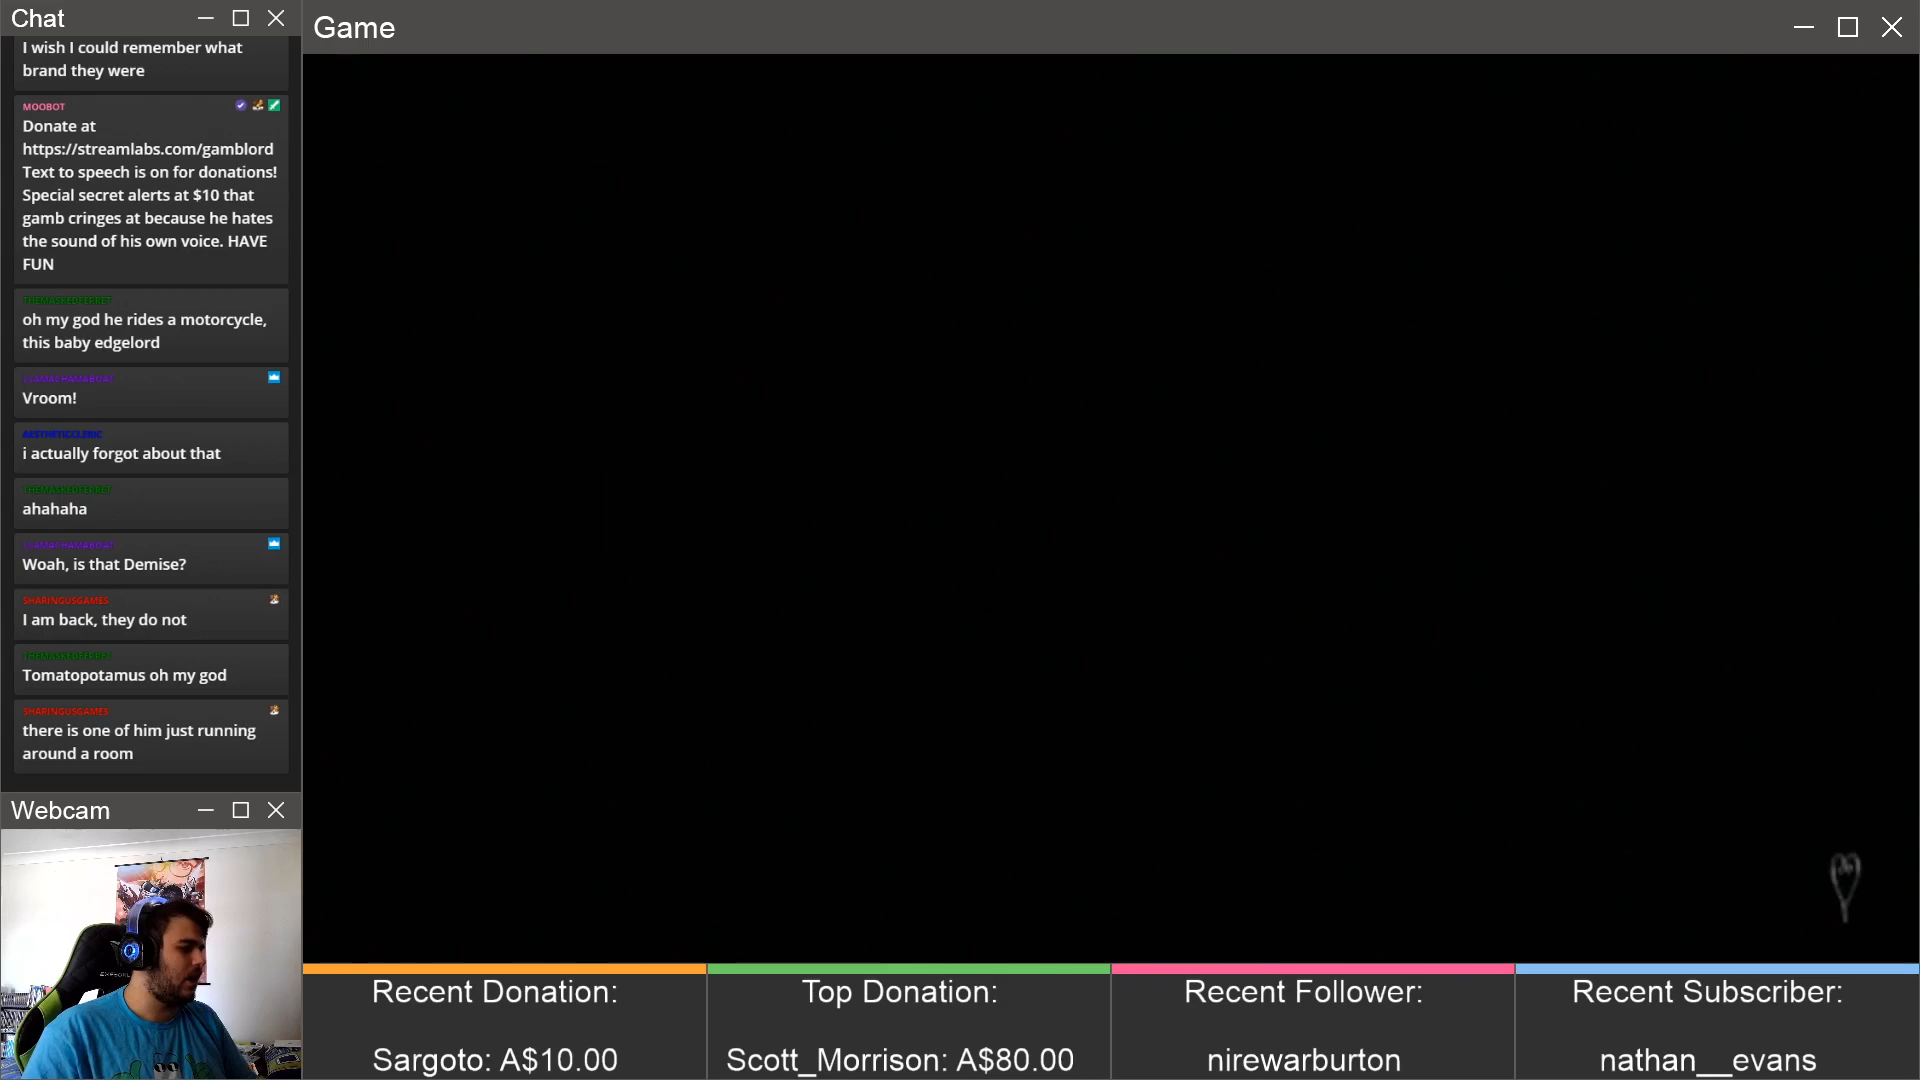 Chat
I wish I could remember what
brand they were
MOOBOT
Donate at
https://streamlabs.com/gamblord
Text to speech is on for donations!
Special secret alerts at $10 that
gamb cringes at because he hates
the sound of his own voice. HAVE
FUN
THEMASKEDFERRET
oh my god he rides a motorcycle,
this baby edgelord
Vroom!
AESTHETICCLERIC
i actually forgot about that
THEMASKEDFERRET
ahahaha
Woah, is that Demise?
SHARINGUSGAMES
I am back, they do not
THEMASKEDFERRET
Tomatopotamus oh my god
SHARINGUSGAMES
there is one of him just running
around a room
Webcam
Game
Recent Donation:
Sargoto: A$10.00
Top Donation:
Scott_Morrison: A$80.00
Recent Follower:
nirewarburton
Recent Subscriber:
nathan__evans